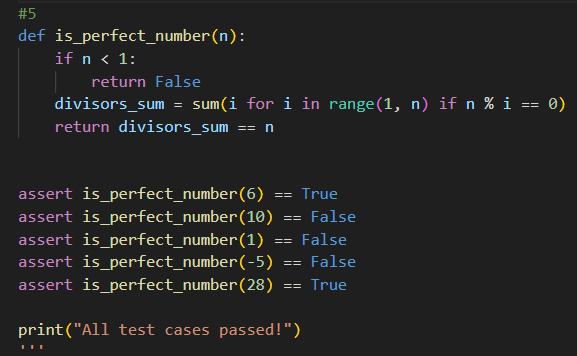 #5
def is_perfect_number(n):
    if n < 1:
        return False
    divisors_sum = sum(i for i in range(1, n) if n % i == 0)
    return divisors_sum == n
assert is_perfect_number(6) == True
assert is_perfect_number(10) == False
assert is_perfect_number(1) == False
assert is_perfect_number(-5) == False
assert is_perfect_number(28) == True
print("All test cases passed!")
'''